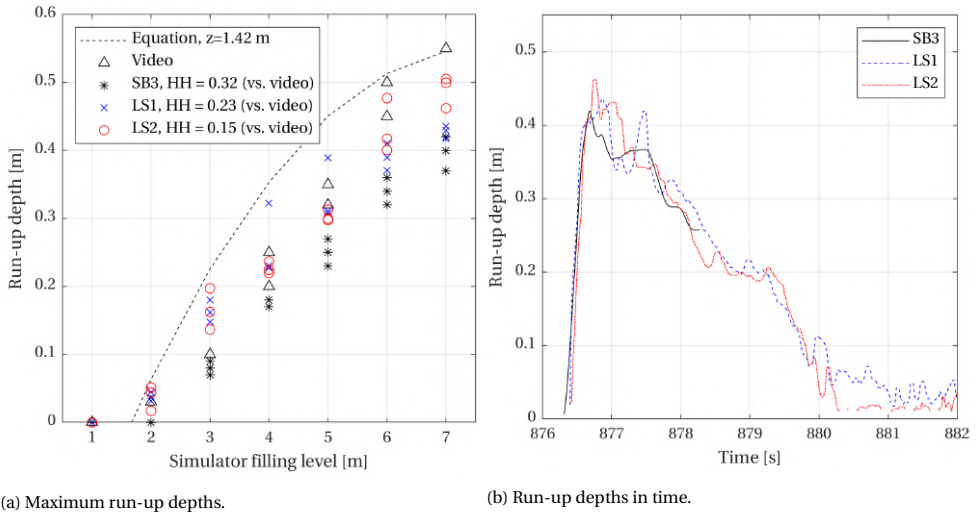 0.6
0.5
0.4
0.3
0.2
0.1
0
Run-up depth [m]
Equation, z=1.42 m
Video
SB3, HH = 0.32 (vs. video)
LS1, HH = 0.23 (vs. video)
LS2, HH = 0.15 (vs. video)
1 2 3 4 5 6 7
Simulator filling level [m]
(a) Maximum run-up depths.
0.5
0.4
0.3
0.2
0.1
0
Run-up depth [m]
SB3
LS1
LS2
876 877 878 879 880 881 882
Time [s]
(b) Run-up depths in time.